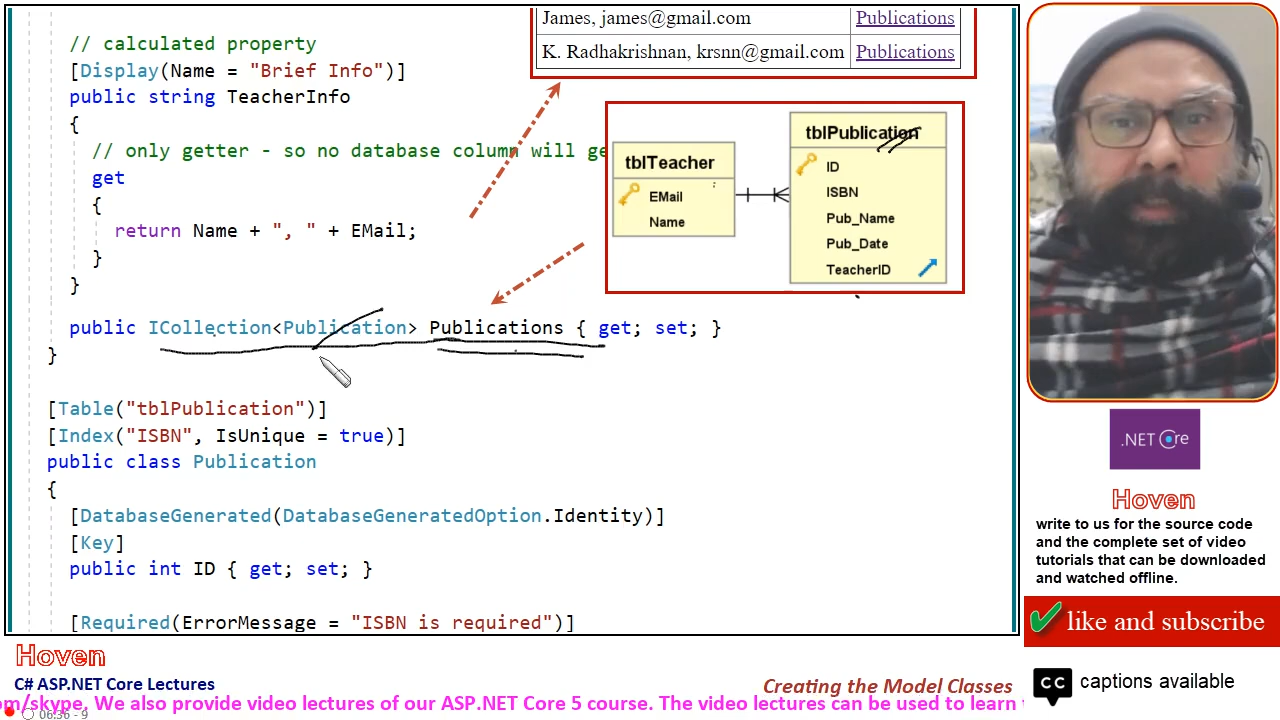 James, james@gmail.com Publications
K. Radhakrishnan, krsnn@gmail.com Publications
// calculated property
[Display(Name = "Brief Info")]
public string TeacherInfo
{
// only getter - so no database column will ge
get
{
return Name + ", " + EMail;
}
}
tblTeacher
EMail
Name
tblPublication
ID
ISBN
Pub_Name
Pub_Date
TeacherID
public ICollection<Publication> Publications { get; set; }
}
[Table("tblPublication")]
[Index("ISBN", IsUnique = true)]
public class Publication
{
[DatabaseGenerated(DatabaseGeneratedOption.Identity)]
[Key]
public int ID { get; set; }
[Required(ErrorMessage = "ISBN is required")]
.NET Core
Hoven
write to us for the source code
and the complete set of video
tutorials that can be downloaded
and watched offline.
like and subscribe
CC captions available
Hoven
C# ASP.NET Core Lectures
Creating the Model Classes
om/skype. We also provide video lectures of our ASP.NET Core 5 course. The video lectures can be used to learn
06:36 - 9